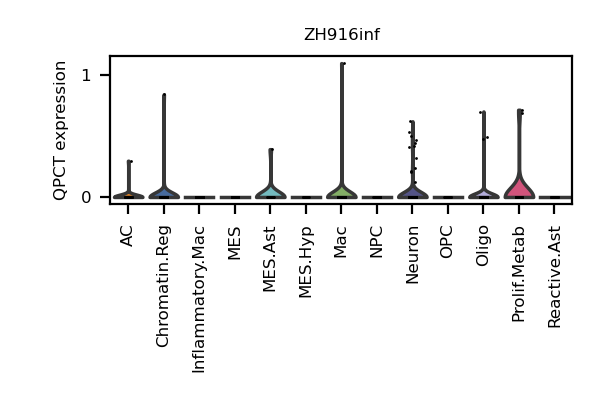 ZH916inf
QPCT expression
1
0
AC
Chromatin.Reg
Inflammatory.Mac
MES
MES.Ast
MES.Hyp
Mac
NPC
Neuron
OPC
Oligo
Prolif.Metab
Reactive.Ast